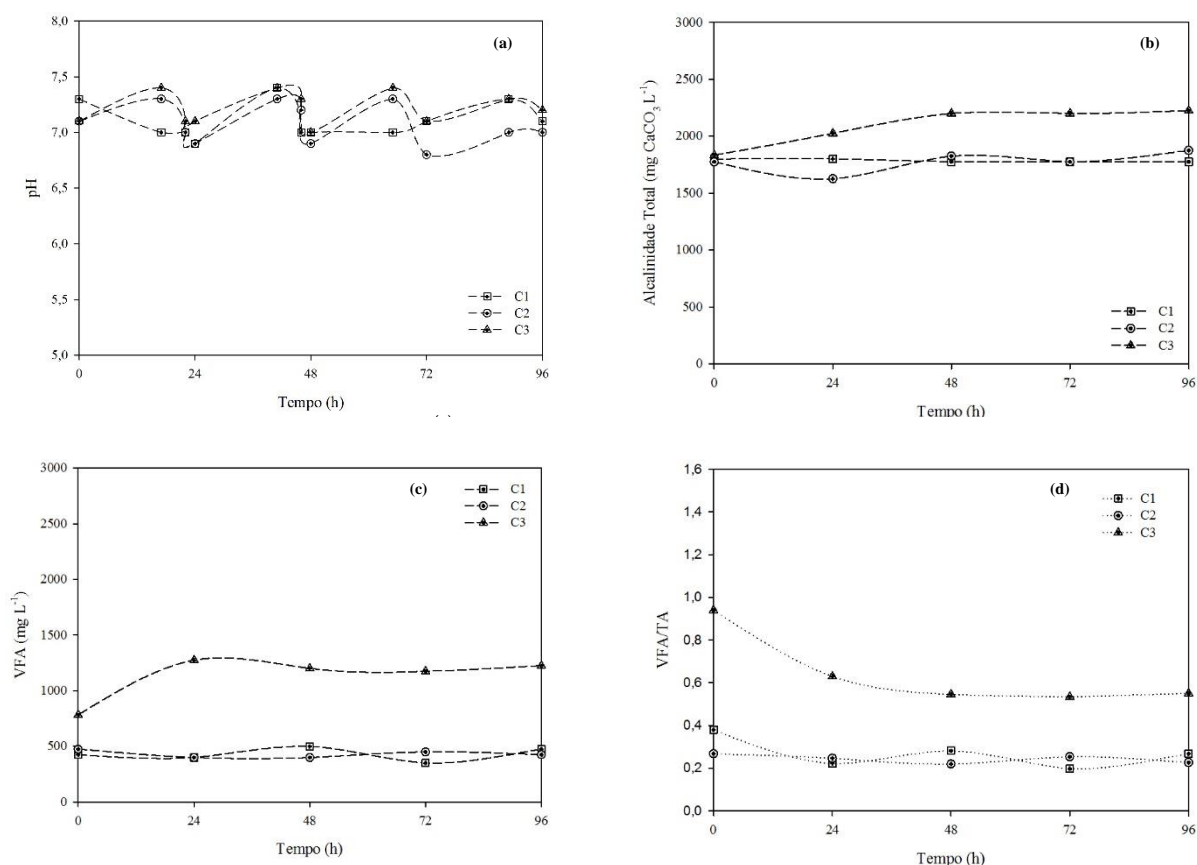 (a)
8,0
7,5
7,0
6,5
6,0
5,5
5,0
pH
C1
C2
C3
0 24 48 72 96
Tempo (h)
(b)
3000
2500
2000
1500
1000
500
0
Alcalinidade Total (mg CaCO3 L-1)
C1
C2
C3
0 24 48 72 96
Tempo (h)
(c)
3000
2500
2000
1500
1000
500
0
VFA (mg L-1)
C1
C2
C3
0 24 48 72 96
Tempo (h)
(d)
1,6
1,4
1,2
1,0
0,8
0,6
0,4
0,2
0,0
VFA/TA
C1
C2
C3
0 24 48 72 96
Tempo (h)